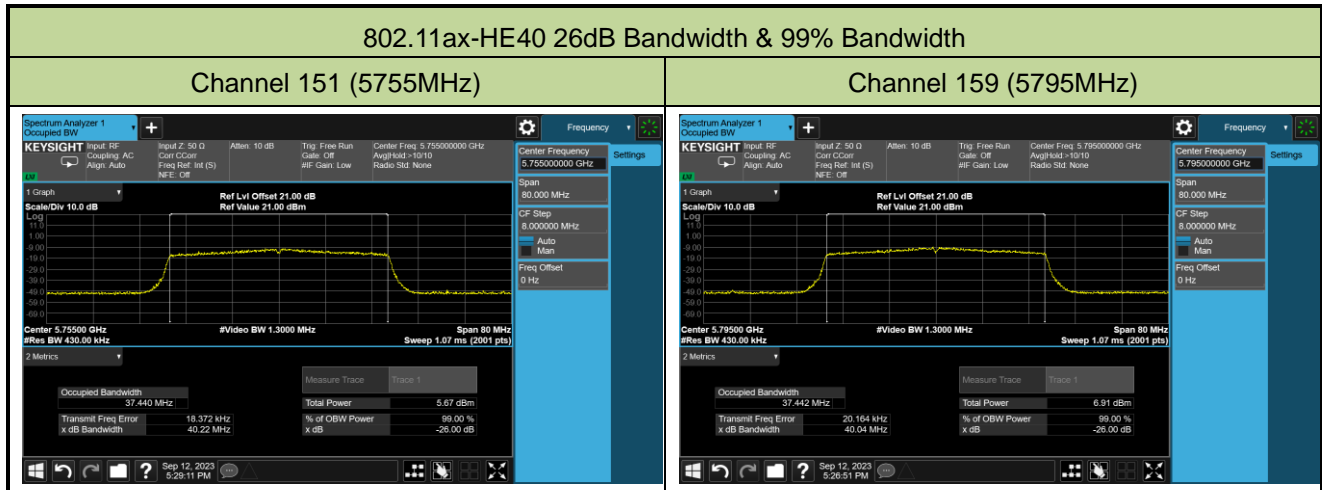 802.11ax-HE40 26dB Bandwidth & 99% Bandwidth
Channel 151 (5755MHz)
Channel 159 (5795MHz)
Spectrum Analyzer 1
Occupied BW
+
Frequency
KEYSIGHT
Input: RF
Coupling: AC
Align: Auto
Input Z: 50 Ω
Corr CCorr
Freq Ref: Int (S)
NFE: Off
Atten: 10 dB
Trig: Free Run
Gate: Off
#IF Gain: Low
Center Freq: 5.755000000 GHz
Avg|Hold:>10/10
Radio Std: None
Center Frequency
5.755000000 GHz
Settings
Span
80.000 MHz
CF Step
8.000000 MHz
Auto
Man
Freq Offset
0 Hz
1 Graph
Scale/Div 10.0 dB
Ref Lvl Offset 21.00 dB
Ref Value 21.00 dBm
Log
11.0
1.00
-9.00
-19.0
-29.0
-39.0
-49.0
-59.0
-69.0
Center 5.75500 GHz
#Res BW 430.00 kHz
#Video BW 1.3000 MHz
Span 80 MHz
Sweep 1.07 ms (2001 pts)
2 Metrics
Measure Trace Trace 1
Occupied Bandwidth
37.440 MHz
Total Power 5.67 dBm
Transmit Freq Error 18.372 kHz
% of OBW Power 99.00 %
x dB Bandwidth 40.22 MHz
x dB -26.00 dB
?
Sep 12, 2023
5:29:11 PM
Spectrum Analyzer 1
Occupied BW
+
Frequency
KEYSIGHT
Input: RF
Coupling: AC
Align: Auto
Input Z: 50 Ω
Corr CCorr
Freq Ref: Int (S)
NFE: Off
Atten: 10 dB
Trig: Free Run
Gate: Off
#IF Gain: Low
Center Freq: 5.795000000 GHz
Avg|Hold:>10/10
Radio Std: None
Center Frequency
5.795000000 GHz
Settings
Span
80.000 MHz
CF Step
8.000000 MHz
Auto
Man
Freq Offset
0 Hz
1 Graph
Scale/Div 10.0 dB
Ref Lvl Offset 21.00 dB
Ref Value 21.00 dBm
Log
11.0
1.00
-9.00
-19.0
-29.0
-39.0
-49.0
-59.0
-69.0
Center 5.79500 GHz
#Res BW 430.00 kHz
#Video BW 1.3000 MHz
Span 80 MHz
Sweep 1.07 ms (2001 pts)
2 Metrics
Measure Trace Trace 1
Occupied Bandwidth
37.442 MHz
Total Power 6.91 dBm
Transmit Freq Error 20.164 kHz
% of OBW Power 99.00 %
x dB Bandwidth 40.04 MHz
x dB -26.00 dB
?
Sep 12, 2023
5:26:51 PM